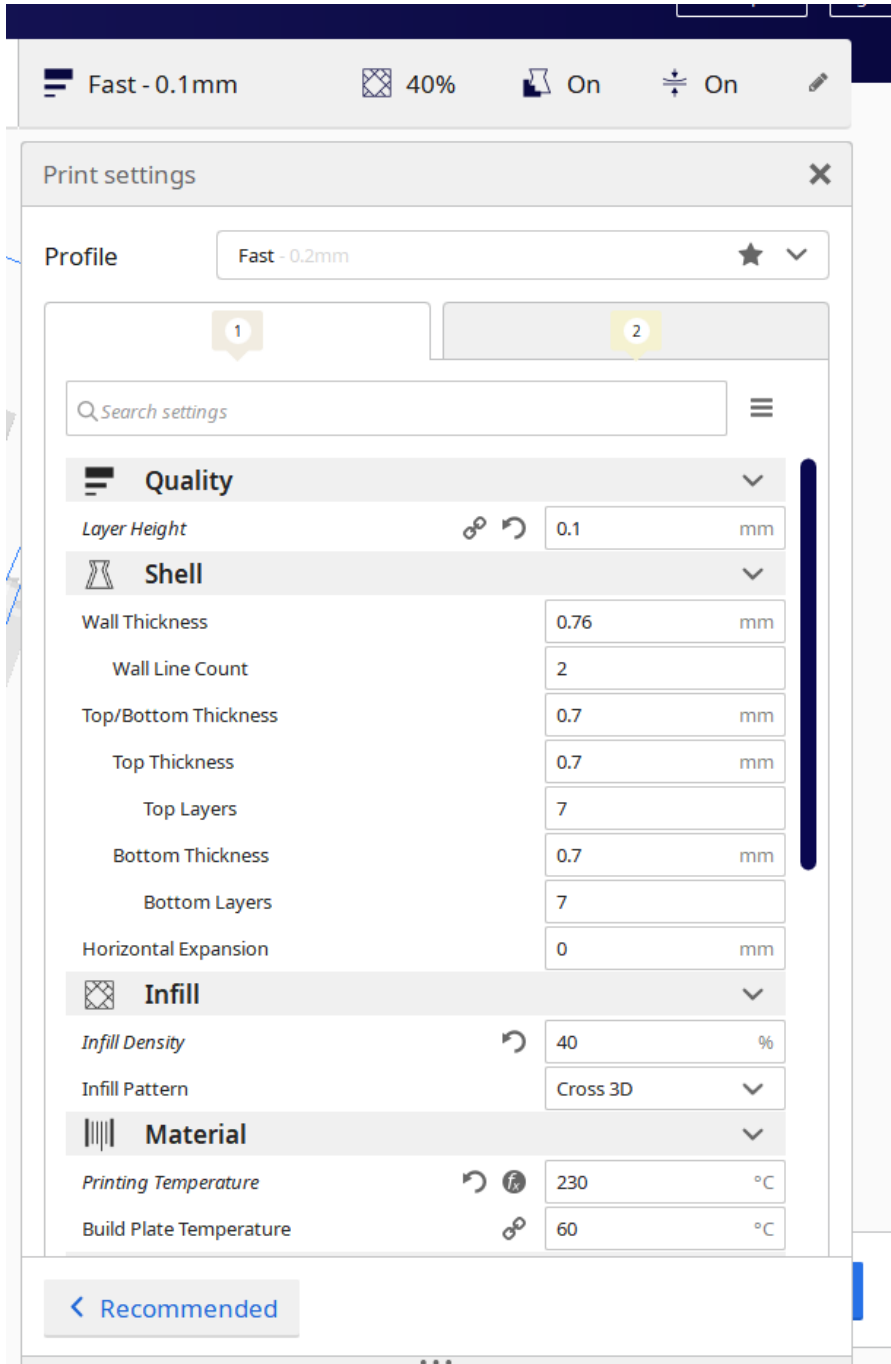 Fast - 0.1mm 40% On On
Print settings
Profile Fast - 0.2mm
1 2
Search settings
Quality
Layer Height 0.1 mm
Shell
Wall Thickness 0.76 mm
Wall Line Count 2
Top/Bottom Thickness 0.7 mm
Top Thickness 0.7 mm
Top Layers 7
Bottom Thickness 0.7 mm
Bottom Layers 7
Horizontal Expansion 0 mm
Infill
Infill Density 40 %
Infill Pattern Cross 3D
Material
Printing Temperature fx 230 °C
Build Plate Temperature 60 °C
Recommended